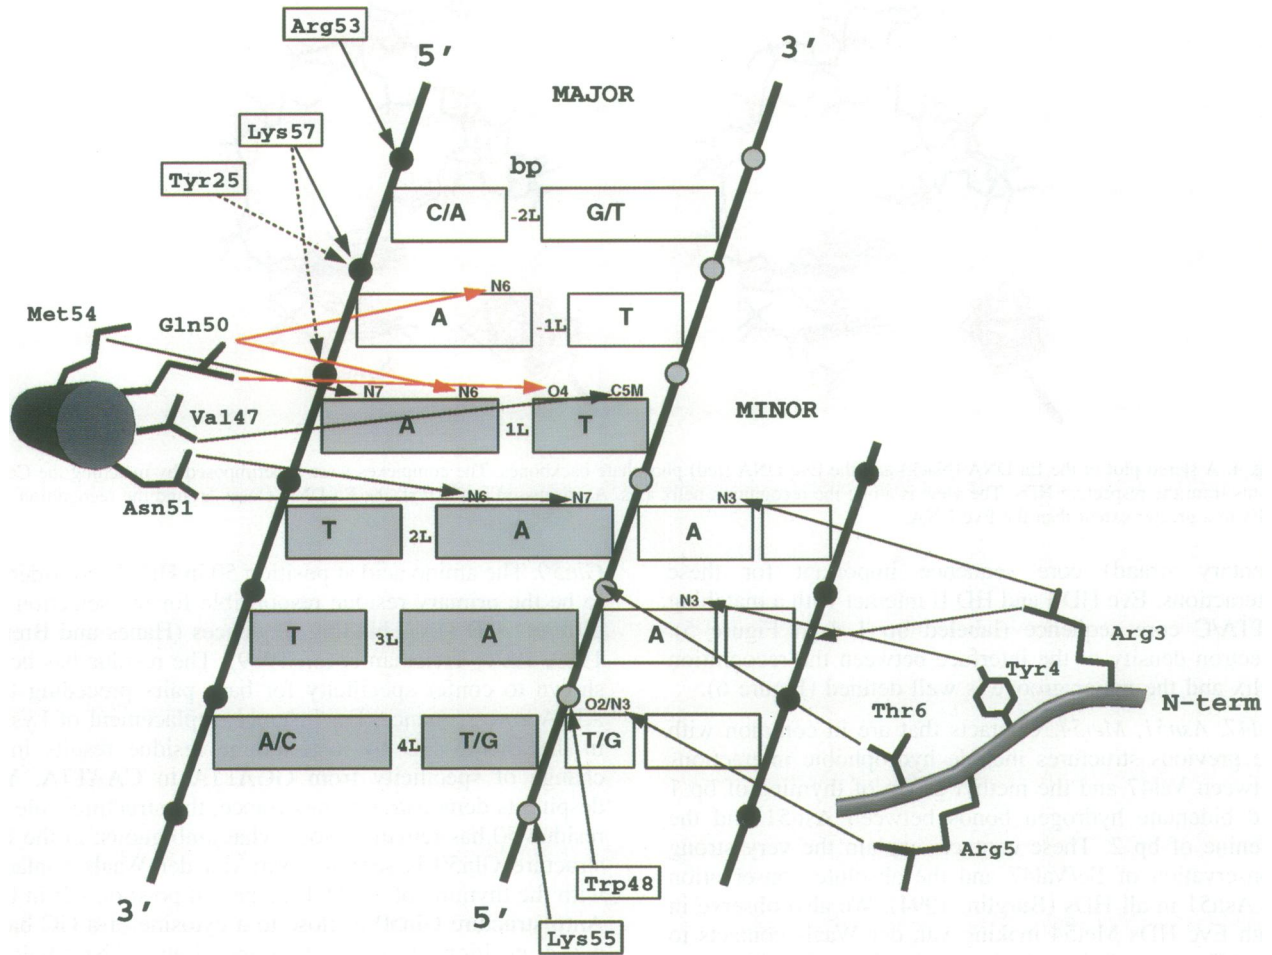 Arg53
5'
3'
MAJOR
Lys57
bp
Tyr25
C/A
-2L
G/T
N6
Met54
Gln50
A
-1L
T
N7
N6
O4
C5M
MINOR
Val47
A
1L
T
Asn51
N6
N7
N3
T
2L
A
A
N3
T
3L
A
A
Arg3
Tyr4
Thr6
N-term
O2/N3
A/C
4L
T/G
T/G
Arg5
Trp48
3'
5'
Lys55